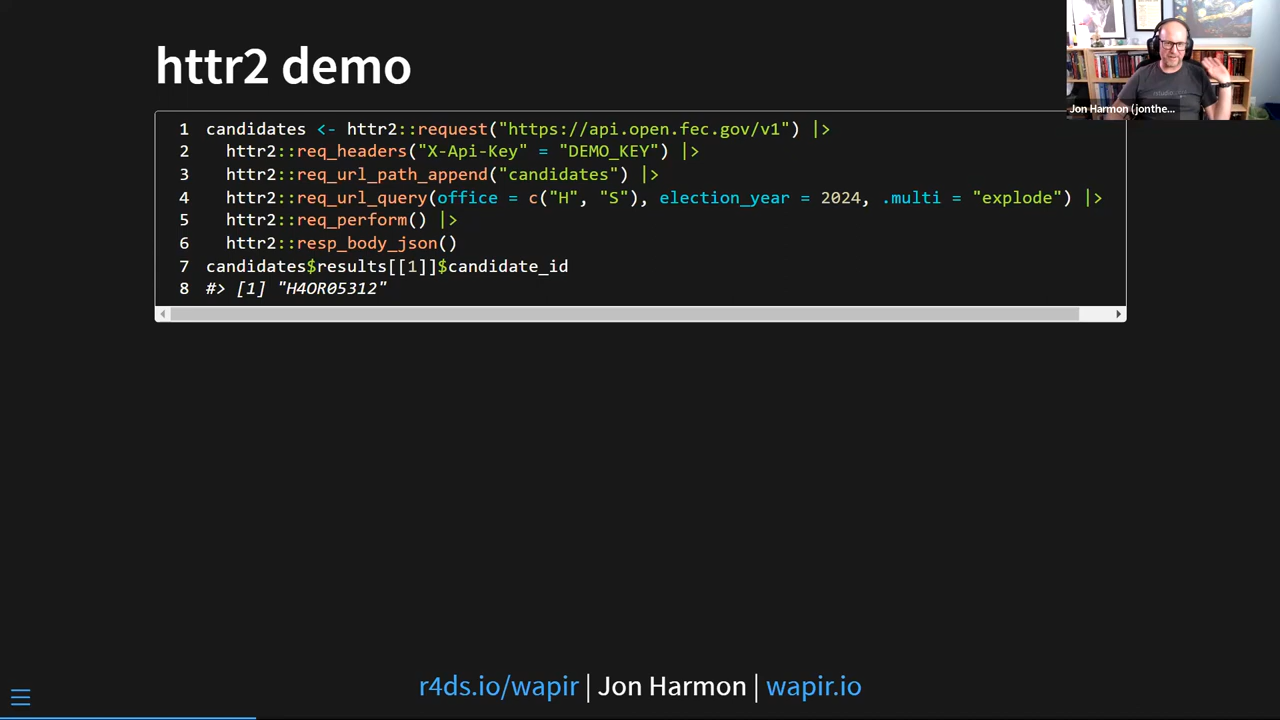 httr2 demo
Jon Harmon (jonthe...
1 candidates <- httr2::request("https://api.open.fec.gov/v1") |>
2 httr2::req_headers("X-Api-Key" = "DEMO_KEY") |>
3 httr2::req_url_path_append("candidates") |>
4 httr2::req_url_query(office = c("H", "S"), election_year = 2024, .multi = "explode") |>
5 httr2::req_perform() |>
6 httr2::resp_body_json()
7 candidates$results[[1]]$candidate_id
8 #> [1] "H4OR05312"
r4ds.io/wapir | Jon Harmon | wapir.io